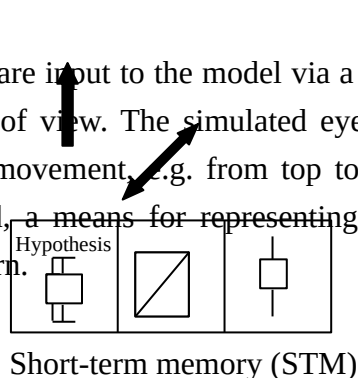 are input to the model via a
of view. The simulated eye
movement, e.g. from top to
a means for representing
Hypothesis
rn.
Short-term memory (STM)